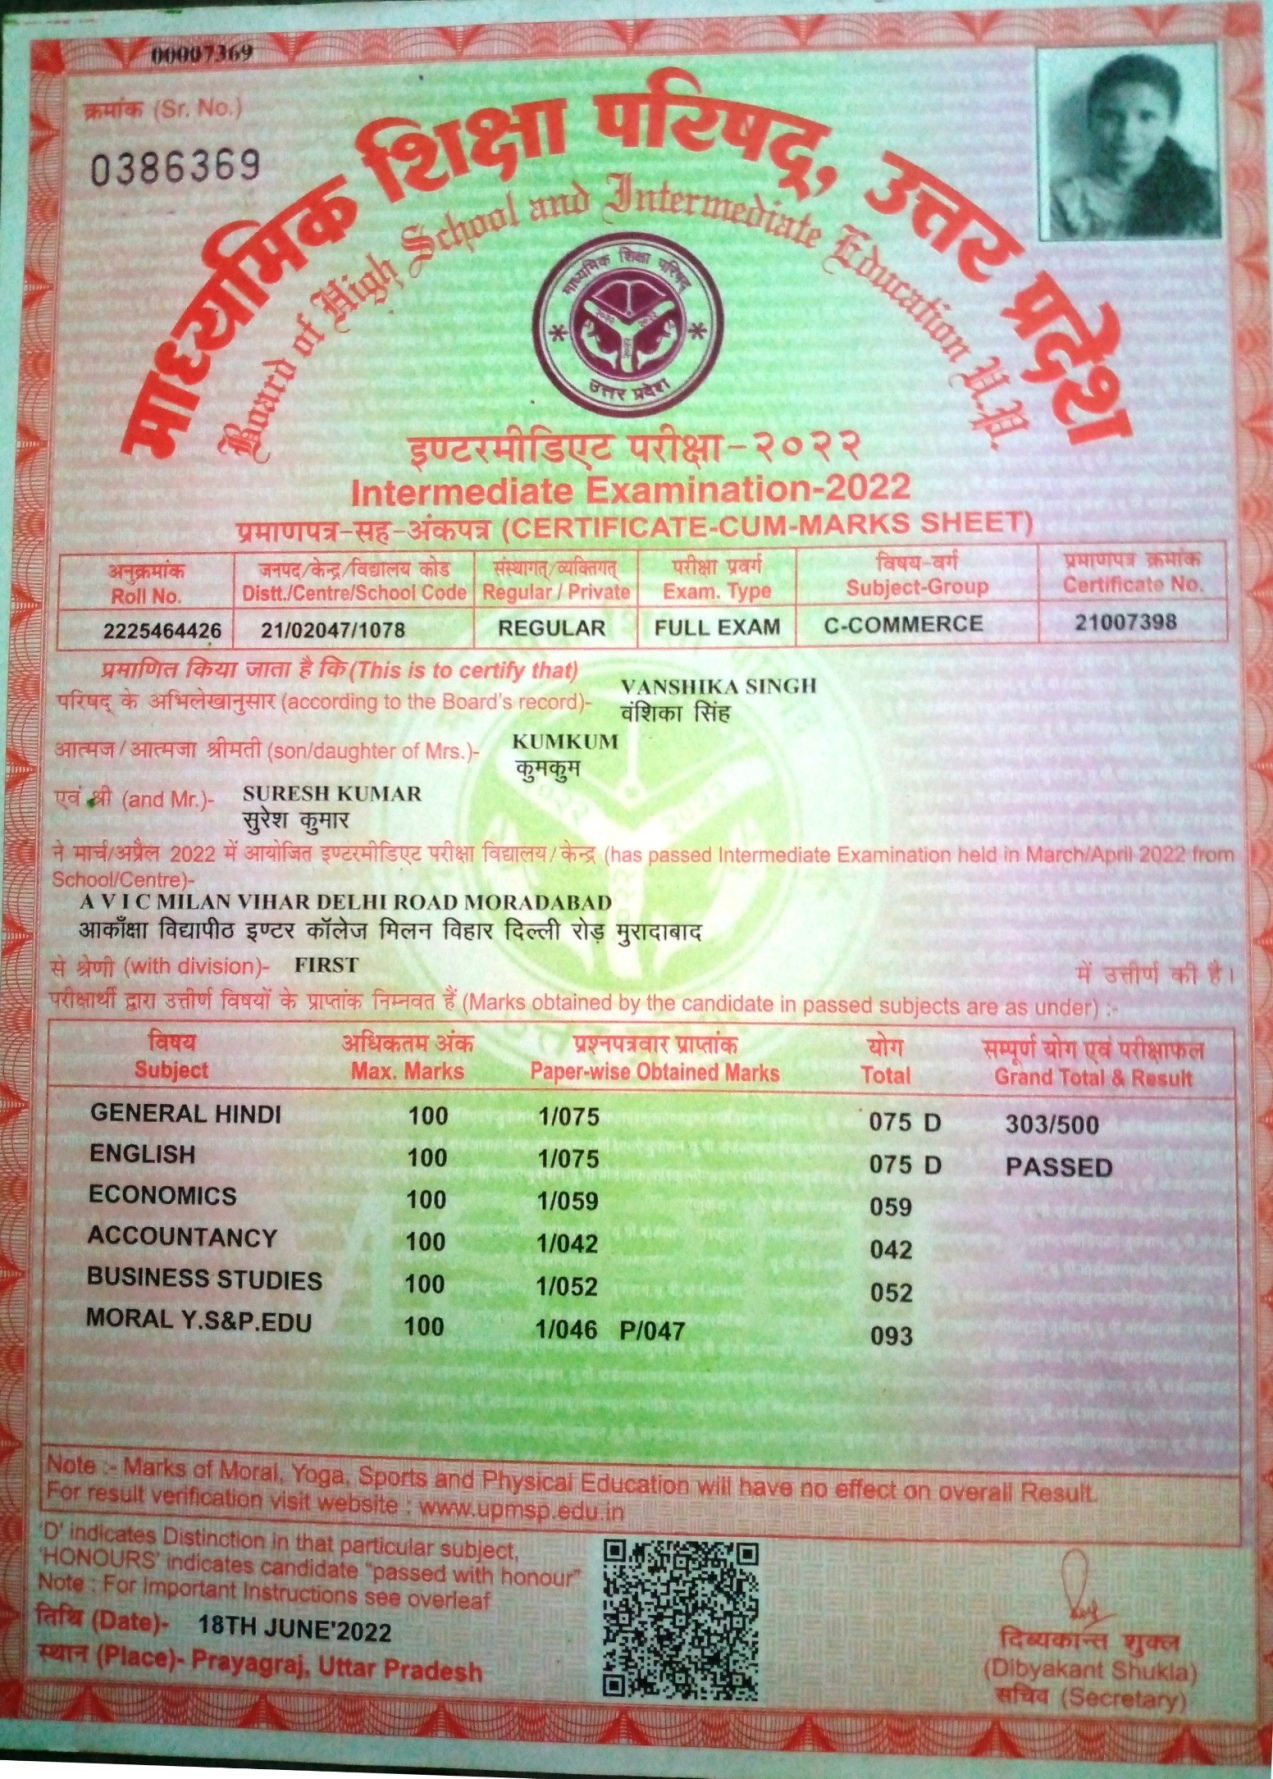 00007369
क्रमांक (Sr. No.)
0386369
माध्यमिक शिक्षा परिषद्, उत्तर प्रदेश
Board of High School and Intermediate Education U.P.
माध्यमिक शिक्षा परिषद्
उत्तर प्रदेश
इण्टरमीडिएट परीक्षा-२०२२
Intermediate Examination-2022
प्रमाणपत्र-सह-अंकपत्र (CERTIFICATE-CUM-MARKS SHEET)
अनुक्रमांक जनपद/केन्द्र/विद्यालय कोड संस्थागत्/व्यक्तिगत् परीक्षा प्रवर्ग विषय-वर्ग प्रमाणपत्र क्रमांक
Roll No. Distt./Centre/School Code Regular / Private Exam. Type Subject-Group Certificate No.
2225464426 21/02047/1078 REGULAR FULL EXAM C-COMMERCE 21007398
प्रमाणित किया जाता है कि (This is to certify that)
परिषद् के अभिलेखानुसार (according to the Board's record)- VANSHIKA SINGH
वंशिका सिंह
आत्मज/आत्मजा श्रीमती (son/daughter of Mrs.)- KUMKUM
कुमकुम
एवं श्री (and Mr.)- SURESH KUMAR
सुरेश कुमार
ने मार्च/अप्रैल 2022 में आयोजित इण्टरमीडिएट परीक्षा विद्यालय/केन्द्र (has passed Intermediate Examination held in March/April 2022 from
School/Centre)-
A V I C MILAN VIHAR DELHI ROAD MORADABAD
आकाँक्षा विद्यापीठ इण्टर कॉलेज मिलन विहार दिल्ली रोड़ मुरादाबाद
से श्रेणी (with division)- FIRST में उत्तीर्ण की है।
परीक्षार्थी द्वारा उत्तीर्ण विषयों के प्राप्तांक निम्नवत हैं (Marks obtained by the candidate in passed subjects are as under) :-
विषय अधिकतम अंक प्रश्नपत्रवार प्राप्तांक योग सम्पूर्ण योग एवं परीक्षाफल
Subject Max. Marks Paper-wise Obtained Marks Total Grand Total & Result
GENERAL HINDI 100 1/075 075 D 303/500
ENGLISH 100 1/075 075 D PASSED
ECONOMICS 100 1/059 059
ACCOUNTANCY 100 1/042 042
BUSINESS STUDIES 100 1/052 052
MORAL Y.S&P.EDU 100 1/046 P/047 093
Note :- Marks of Moral, Yoga, Sports and Physical Education will have no effect on overall Result.
For result verification visit website : www.upmsp.edu.in
'D' indicates Distinction in that particular subject,
'HONOURS' indicates candidate "passed with honour"
Note : For Important Instructions see overleaf
तिथि (Date)- 18TH JUNE'2022
स्थान (Place)- Prayagraj, Uttar Pradesh
दिब्यकान्त शुक्ल
(Dibyakant Shukla)
सचिव (Secretary)